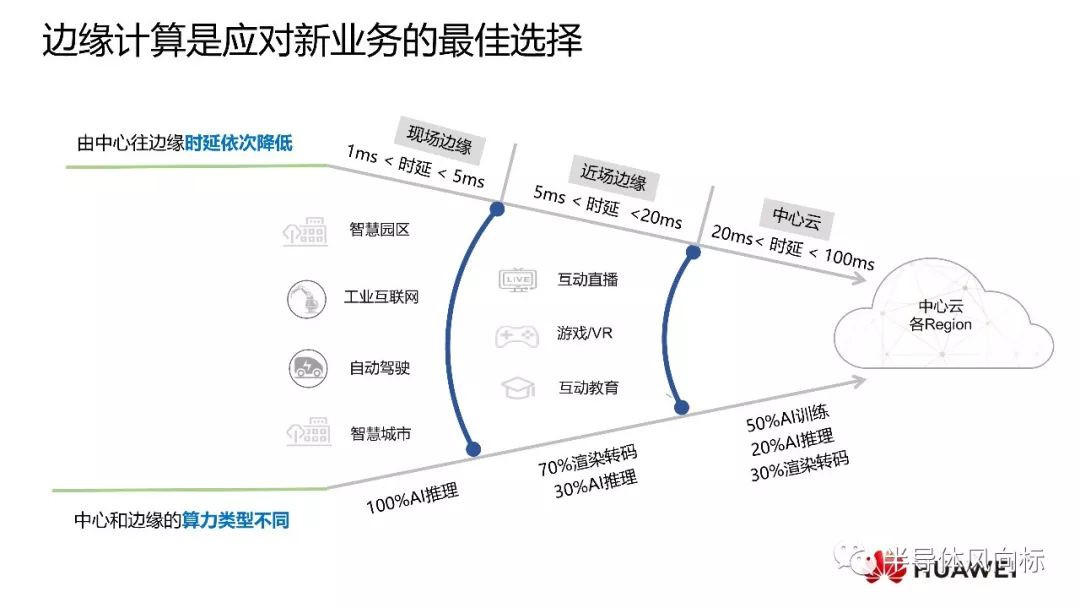 边缘计算是应对新业务的最佳选择
由中心往边缘时延依次降低
现场边缘
1ms < 时延 < 5ms
近场边缘
5ms < 时延 <20ms
中心云
20ms< 时延 < 100ms
智慧园区
工业互联网
自动驾驶
智慧城市
LIVE
互动直播
游戏/VR
互动教育
中心云
各Region
100%AI推理
70%渲染转码
30%AI推理
50%AI训练
20%AI推理
30%渲染转码
中心和边缘的算力类型不同
半导体风向标
HUAWEI